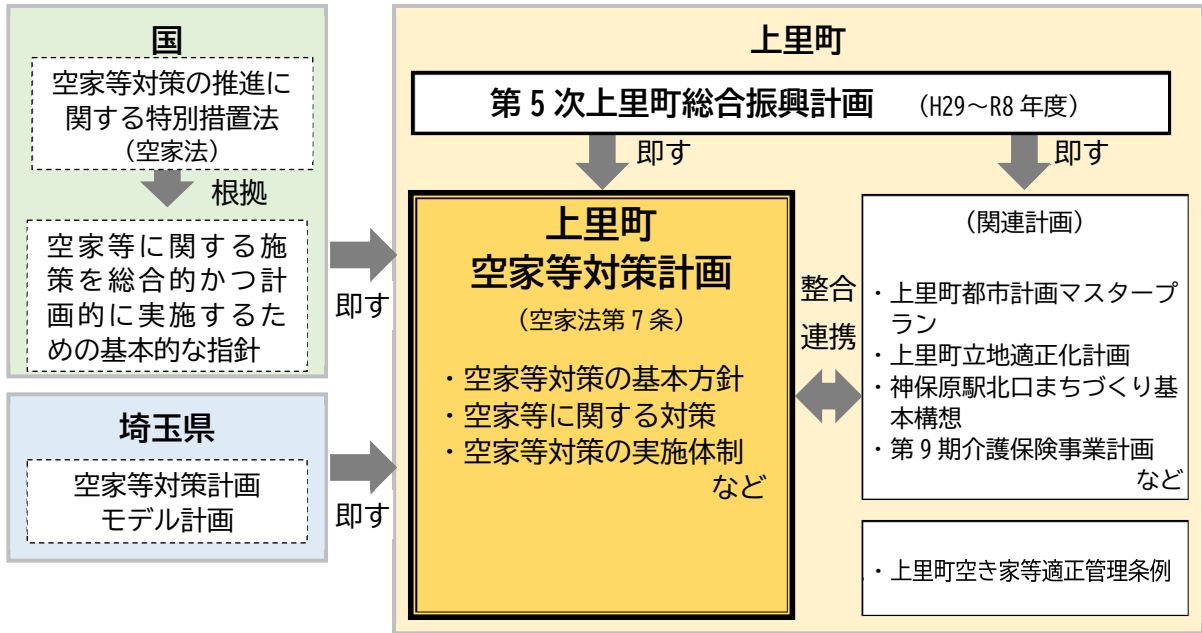 国
空家等対策の推進に
関する特別措置法
（空家法）
根拠
空家等に関する施
策を総合的かつ計
画的に実施するた
めの基本的な指針
即す
埼玉県
空家等対策計画
モデル計画
即す
上里町
第５次上里町総合振興計画　（H29～R8 年度）
即す
即す
上里町
空家等対策計画
（空家法第７条）
・空家等対策の基本方針
・空家等に関する対策
・空家等対策の実施体制
など
整合
連携
（関連計画）
・上里町都市計画マスタープ
ラン
・上里町立地適正化計画
・神保原駅北口まちづくり基
本構想
・第９期介護保険事業計画
など
・上里町空き家等適正管理条例